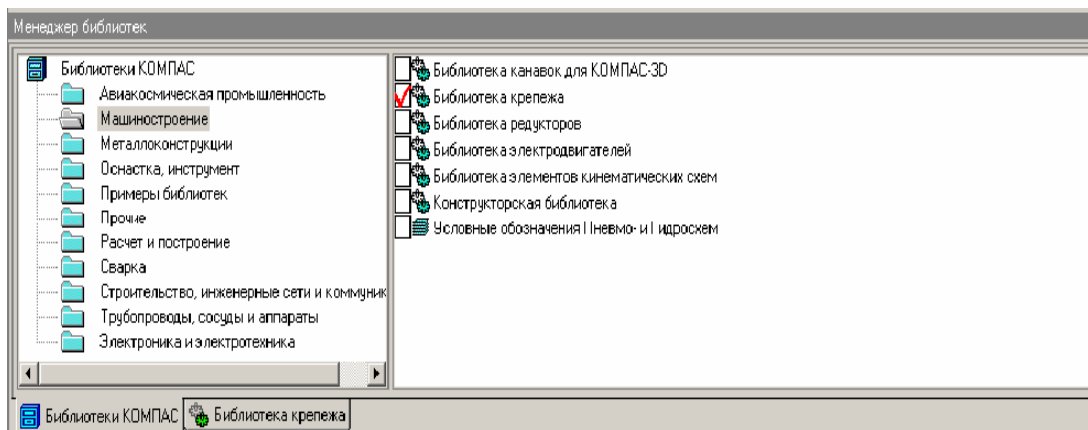 Менеджер библиотек
Библиотеки КОМПАС
Авиакосмическая промышленность
Машиностроение
Металлоконструкции
Оснастка, инструмент
Примеры библиотек
Прочие
Расчет и построение
Сварка
Строительство, инженерные сети и коммуник
Трубопроводы, сосуды и аппараты
Электроника и электротехника
Библиотека канавок для КОМПАС-3D
Библиотека крепежа
Библиотека редукторов
Библиотека электродвигателей
Библиотека элементов кинематических схем
Конструкторская библиотека
Условные обозначения Пневмо- и Гидросхем
Библиотеки КОМПАС Библиотека крепежа